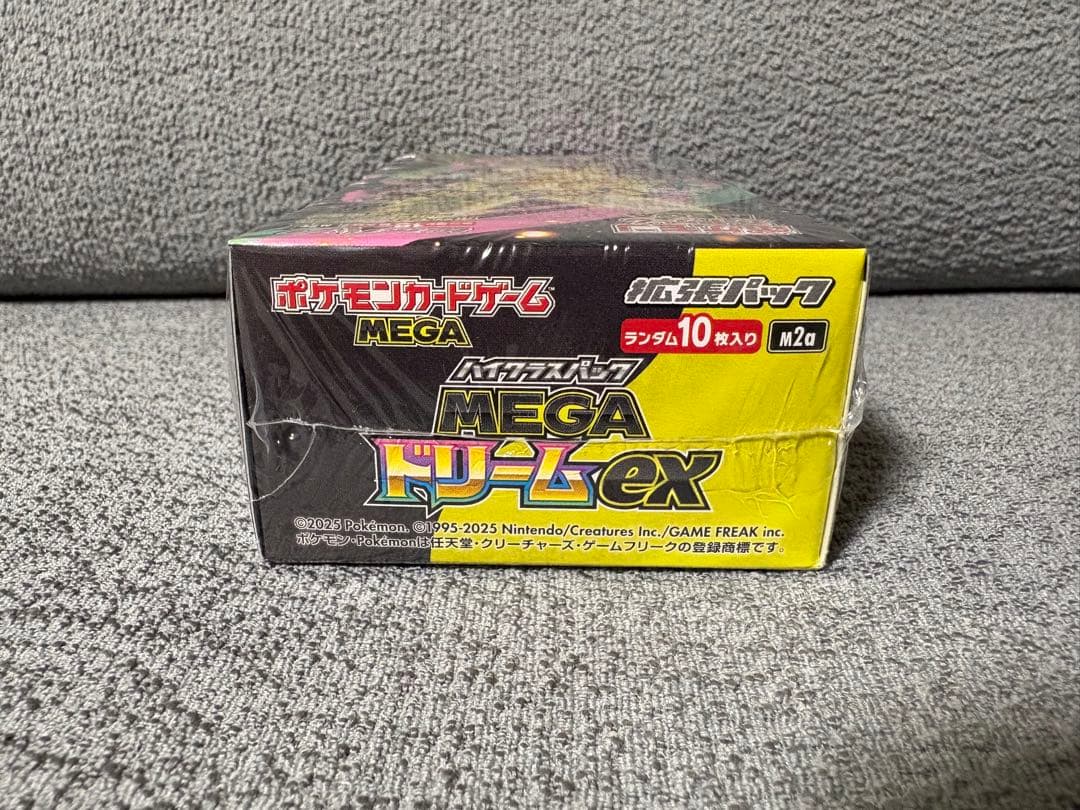 ポケモンカードゲーム
MEGA
拡張パック
ランダム10枚入り
M2a
ハイクラスパック
MEGA
ドリームex
©2025 Pokémon. ©1995-2025 Nintendo/Creatures Inc./GAME FREAK inc.
ポケモン・Pokémonは任天堂・クリーチャーズ・ゲームフリークの登録商標です。